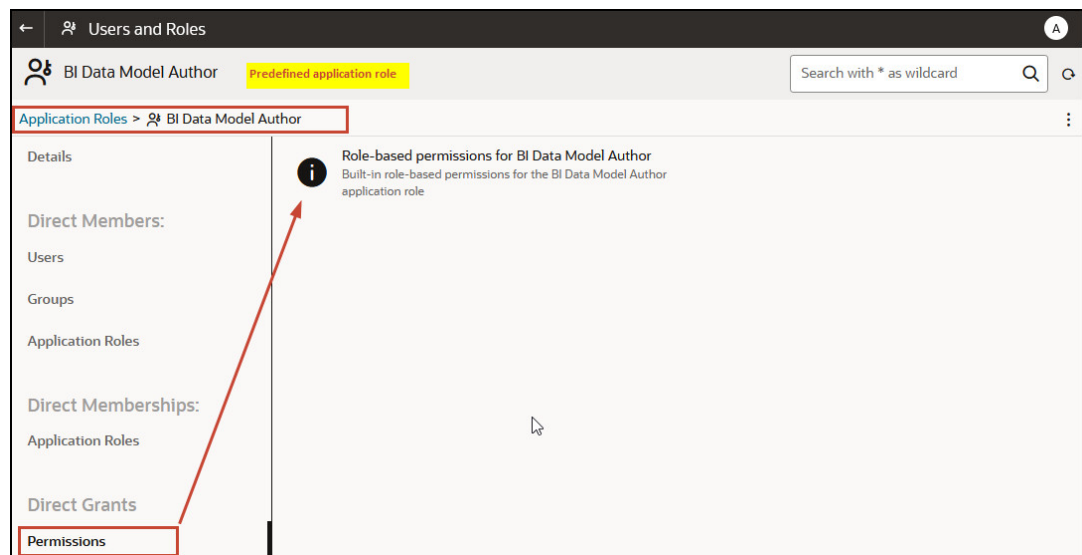 Users and Roles
A
BI Data Model Author
Predefined application role
Search with * as wildcard
Application Roles > BI Data Model Author
Details
Role-based permissions for BI Data Model Author
Built-in role-based permissions for the BI Data Model Author
application role
Direct Members:
Users
Groups
Application Roles
Direct Memberships:
Application Roles
Direct Grants
Permissions